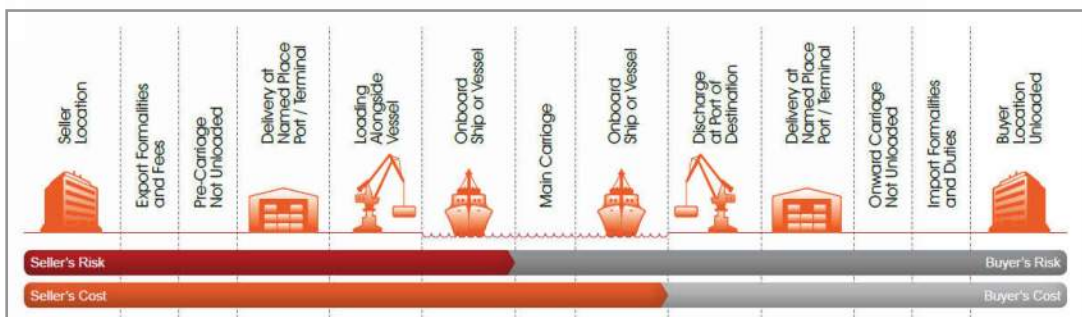 Seller
Location
Export Formalities
and Fees
Pre-Carriage
Not Unloaded
Delivery at
Named Place
Port / Terminal
Loading
Alongside
Vessel
Onboard
Ship or Vessel
Main Carriage
Onboard
Ship or Vessel
Discharge
at Port of
Destination
Delivery at
Named Place
Port / Terminal
Onward Carriage
Not Unloaded
Import Formalities
and Duties
Buyer
Location
Unloaded
Seller's Risk
Buyer's Risk
Seller's Cost
Buyer's Cost